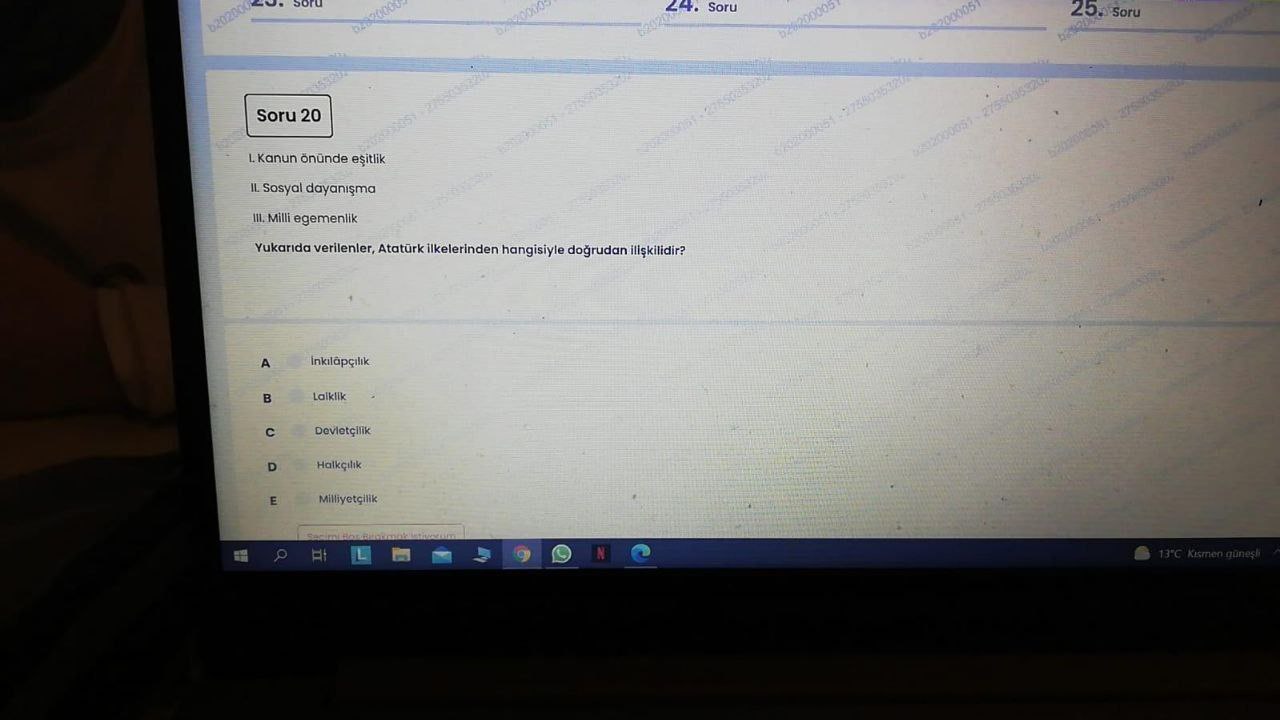 23. Soru
24. Soru
25. Soru
Soru 20
I. Kanun önünde eşitlik
II. Sosyal dayanışma
III. Milli egemenlik
Yukarıda verilenler, Atatürk ilkelerinden hangisiyle doğrudan ilişkilidir?
A İnkılâpçılık
B Laiklik
C Devletçilik
D Halkçılık
E Milliyetçilik
Seçimi Boş Bırakmak İstiyorum
13°C Kısmen güneşli